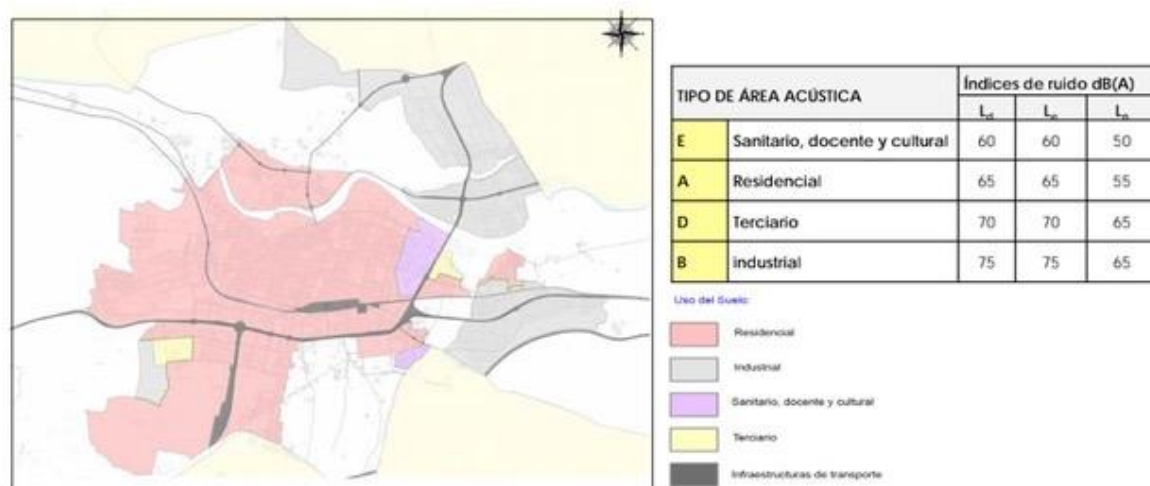 TIPO DE ÁREA ACÚSTICA
Índices de ruido dB(A)
Ld Le Ln
E Sanitario, docente y cultural 60 60 50
A Residencial 65 65 55
D Terciario 70 70 65
B industrial 75 75 65
Uso del Suelo:
Residencial
Industrial
Sanitario, docente y cultural
Terciario
Infraestructuras de transporte